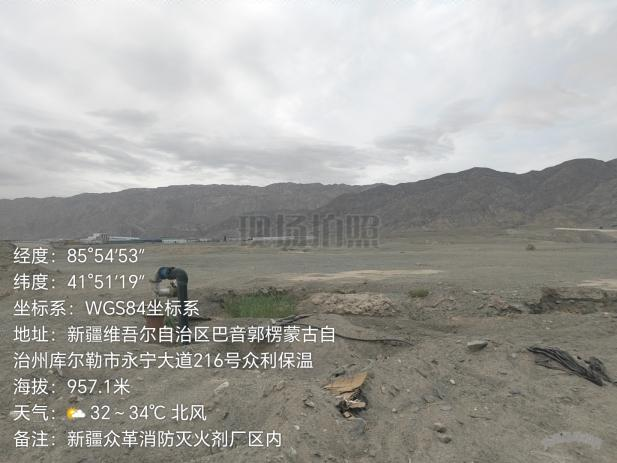 现场拍照
经度：85°54'53"
纬度：41°51'19"
坐标系：WGS84坐标系
地址：新疆维吾尔自治区巴音郭楞蒙古自
治州库尔勒市永宁大道216号众利保温
海拔：957.1米
天气：32～34℃ 北风
备注：新疆众革消防灭火剂厂区内